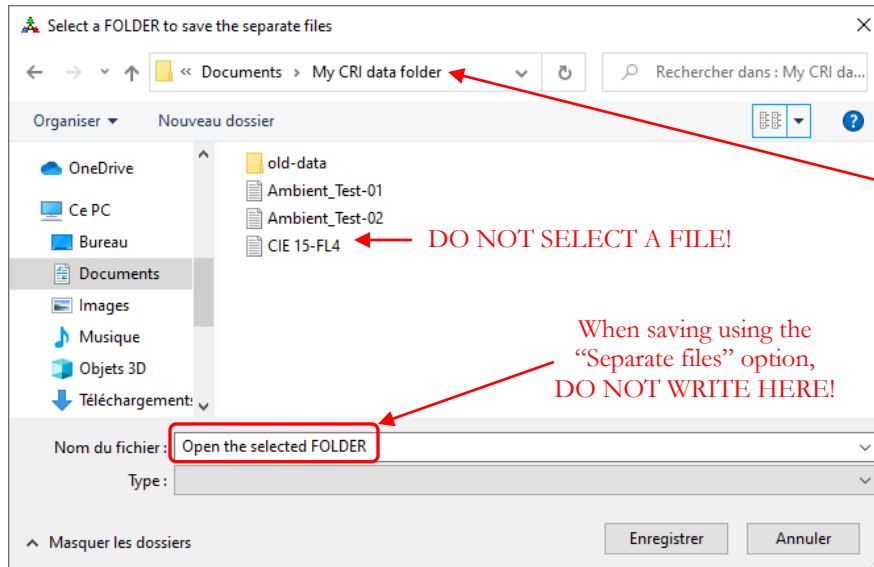 Select a FOLDER to save the separate files
« Documents › My CRI data folder
Rechercher dans : My CRI da...
Organiser
Nouveau dossier
?
OneDrive
Ce PC
Bureau
Documents
Images
Musique
Objets 3D
Téléchargements
old-data
Ambient_Test-01
Ambient_Test-02
CIE 15-FL4
DO NOT SELECT A FILE!
When saving using the
“Separate files” option,
DO NOT WRITE HERE!
Nom du fichier : Open the selected FOLDER
Type :
Masquer les dossiers
Enregistrer
Annuler